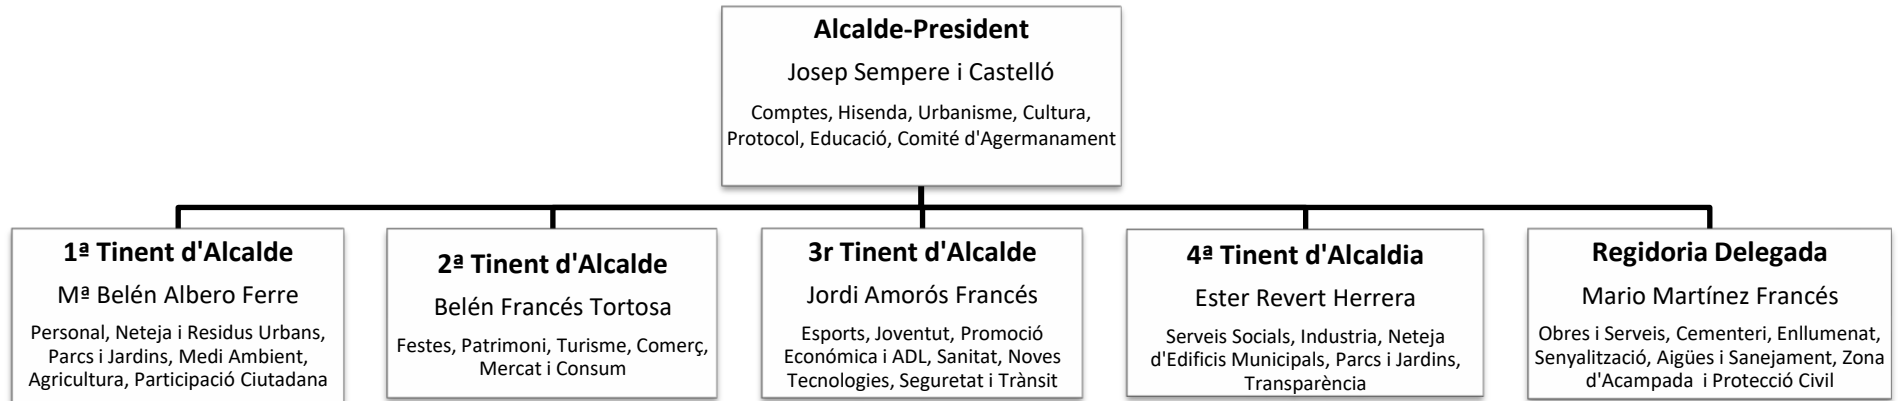 Alcalde-President
Josep Sempere i Castelló
Comptes, Hisenda, Urbanisme, Cultura,
Protocol, Educació, Comité d'Agermanament
1ª Tinent d'Alcalde
Mª Belén Albero Ferre
Personal, Neteja i Residus Urbans,
Parcs i Jardins, Medi Ambient,
Agricultura, Participació Ciutadana
2ª Tinent d'Alcalde
Belén Francés Tortosa
Festes, Patrimoni, Turisme, Comerç,
Mercat i Consum
3r Tinent d'Alcalde
Jordi Amorós Francés
Esports, Joventut, Promoció
Económica i ADL, Sanitat, Noves
Tecnologies, Seguretat i Trànsit
4ª Tinent d'Alcaldia
Ester Revert Herrera
Serveis Socials, Industria, Neteja
d'Edificis Municipals, Parcs i Jardins,
Transparència
Regidoria Delegada
Mario Martínez Francés
Obres i Serveis, Cementeri, Enllumenat,
Senyalització, Aigües i Sanejament, Zona
d'Acampada i Protecció Civil